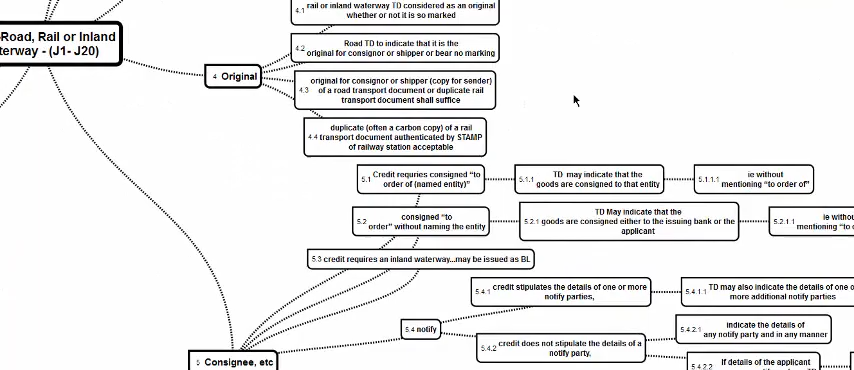 Road, Rail or Inland
terway - (J1- J20)
4 Original
4.1 rail or inland waterway TD considered as an original
whether or not it is so marked
4.2 Road TD to indicate that it is the
original for consignor or shipper or bear no marking
4.3 original for consignor or shipper (copy for sender)
of a road transport document or duplicate rail
transport document shall suffice
4.4 duplicate (often a carbon copy) of a rail
transport document authenticated by STAMP
of railway station acceptable
5 Consignee, etc
5.1 Credit requries consigned "to
order of (named entity)"
5.1.1 TD may indicate that the
goods are consigned to that entity
5.1.1.1 ie without
mentioning "to order of"
5.2 consigned "to
order" without naming the entity
5.2.1 TD May indicate that the
goods are consigned either to the issuing bank or the
applicant
5.2.1.1 ie withou
mentioning "to o
5.3 credit requires an inland waterway...may be issued as BL
5.4 notify
5.4.1 credit stipulates the details of one or more
notify parties,
5.4.1.1 TD may also indicate the details of one o
more additional notify parties
5.4.2 credit does not stipulate the details of a
notify party,
5.4.2.1 indicate the details of
any notify party and in any manner
5.4.2.2 If details of the applicant